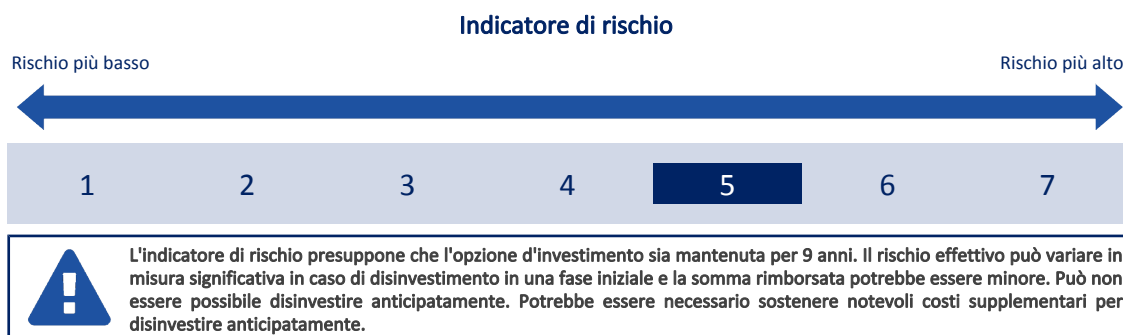 Indicatore di rischio
Rischio più basso
Rischio più alto
1 2 3 4 5 6 7
L'indicatore di rischio presuppone che l'opzione d'investimento sia mantenuta per 9 anni. Il rischio effettivo può variare in
misura significativa in caso di disinvestimento in una fase iniziale e la somma rimborsata potrebbe essere minore. Può non
essere possibile disinvestire anticipatamente. Potrebbe essere necessario sostenere notevoli costi supplementari per
disinvestire anticipatamente.